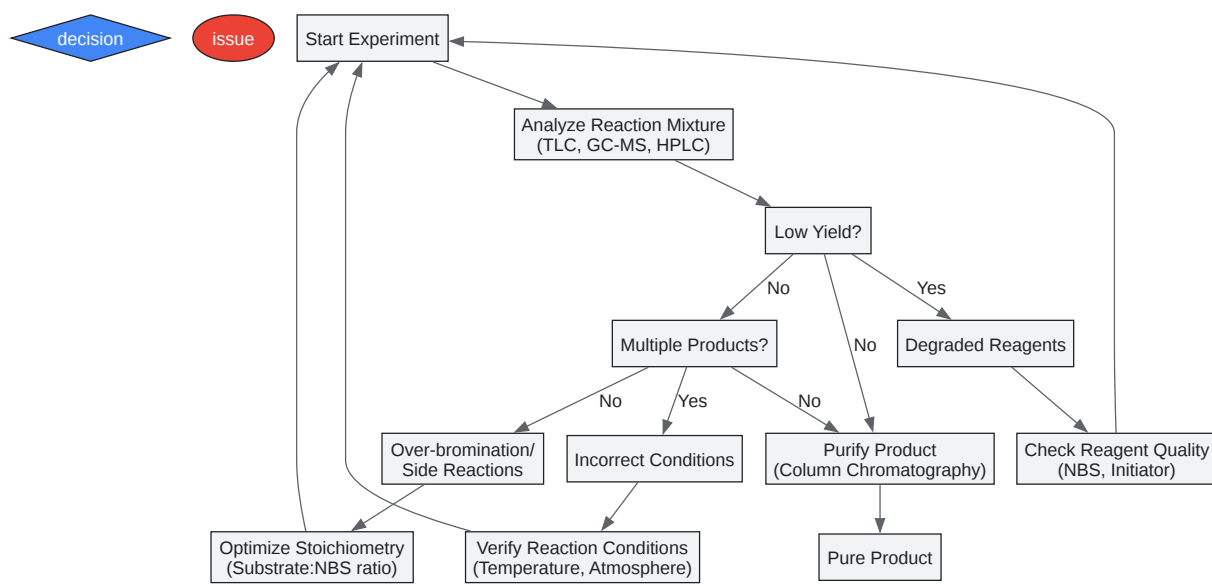 decision
issue
Start Experiment
Analyze Reaction Mixture
(TLC, GC-MS, HPLC)
Low Yield?
No
Yes
Multiple Products?
No
Degraded Reagents
No
Yes
No
Over-bromination/
Side Reactions
Incorrect Conditions
Purify Product
(Column Chromatography)
Check Reagent Quality
(NBS, Initiator)
Optimize Stoichiometry
(Substrate:NBS ratio)
Verify Reaction Conditions
(Temperature, Atmosphere)
Pure Product